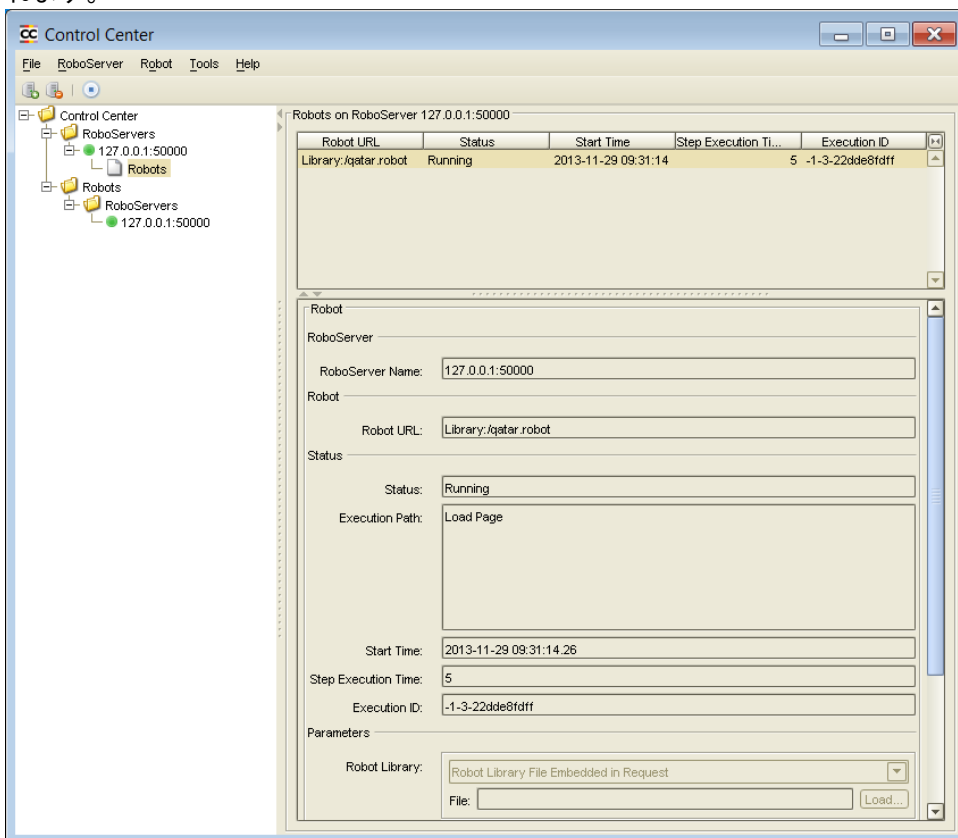 Control Center
File RoboServer Robot Tools Help
Control Center
RoboServers
127.0.0.1:50000
Robots
Robots
RoboServers
127.0.0.1:50000
Robots on RoboServer 127.0.0.1:50000
Robot URL Status Start Time Step Execution Ti... Execution ID
Library:/qatar.robot Running 2013-11-29 09:31:14 5 -1-3-22dde8fdff
Robot
RoboServer
RoboServer Name: 127.0.0.1:50000
Robot
Robot URL: Library:/qatar.robot
Status
Status: Running
Execution Path: Load Page
Start Time: 2013-11-29 09:31:14.26
Step Execution Time: 5
Execution ID: -1-3-22dde8fdff
Parameters
Robot Library: Robot Library File Embedded in Request
File: Load...